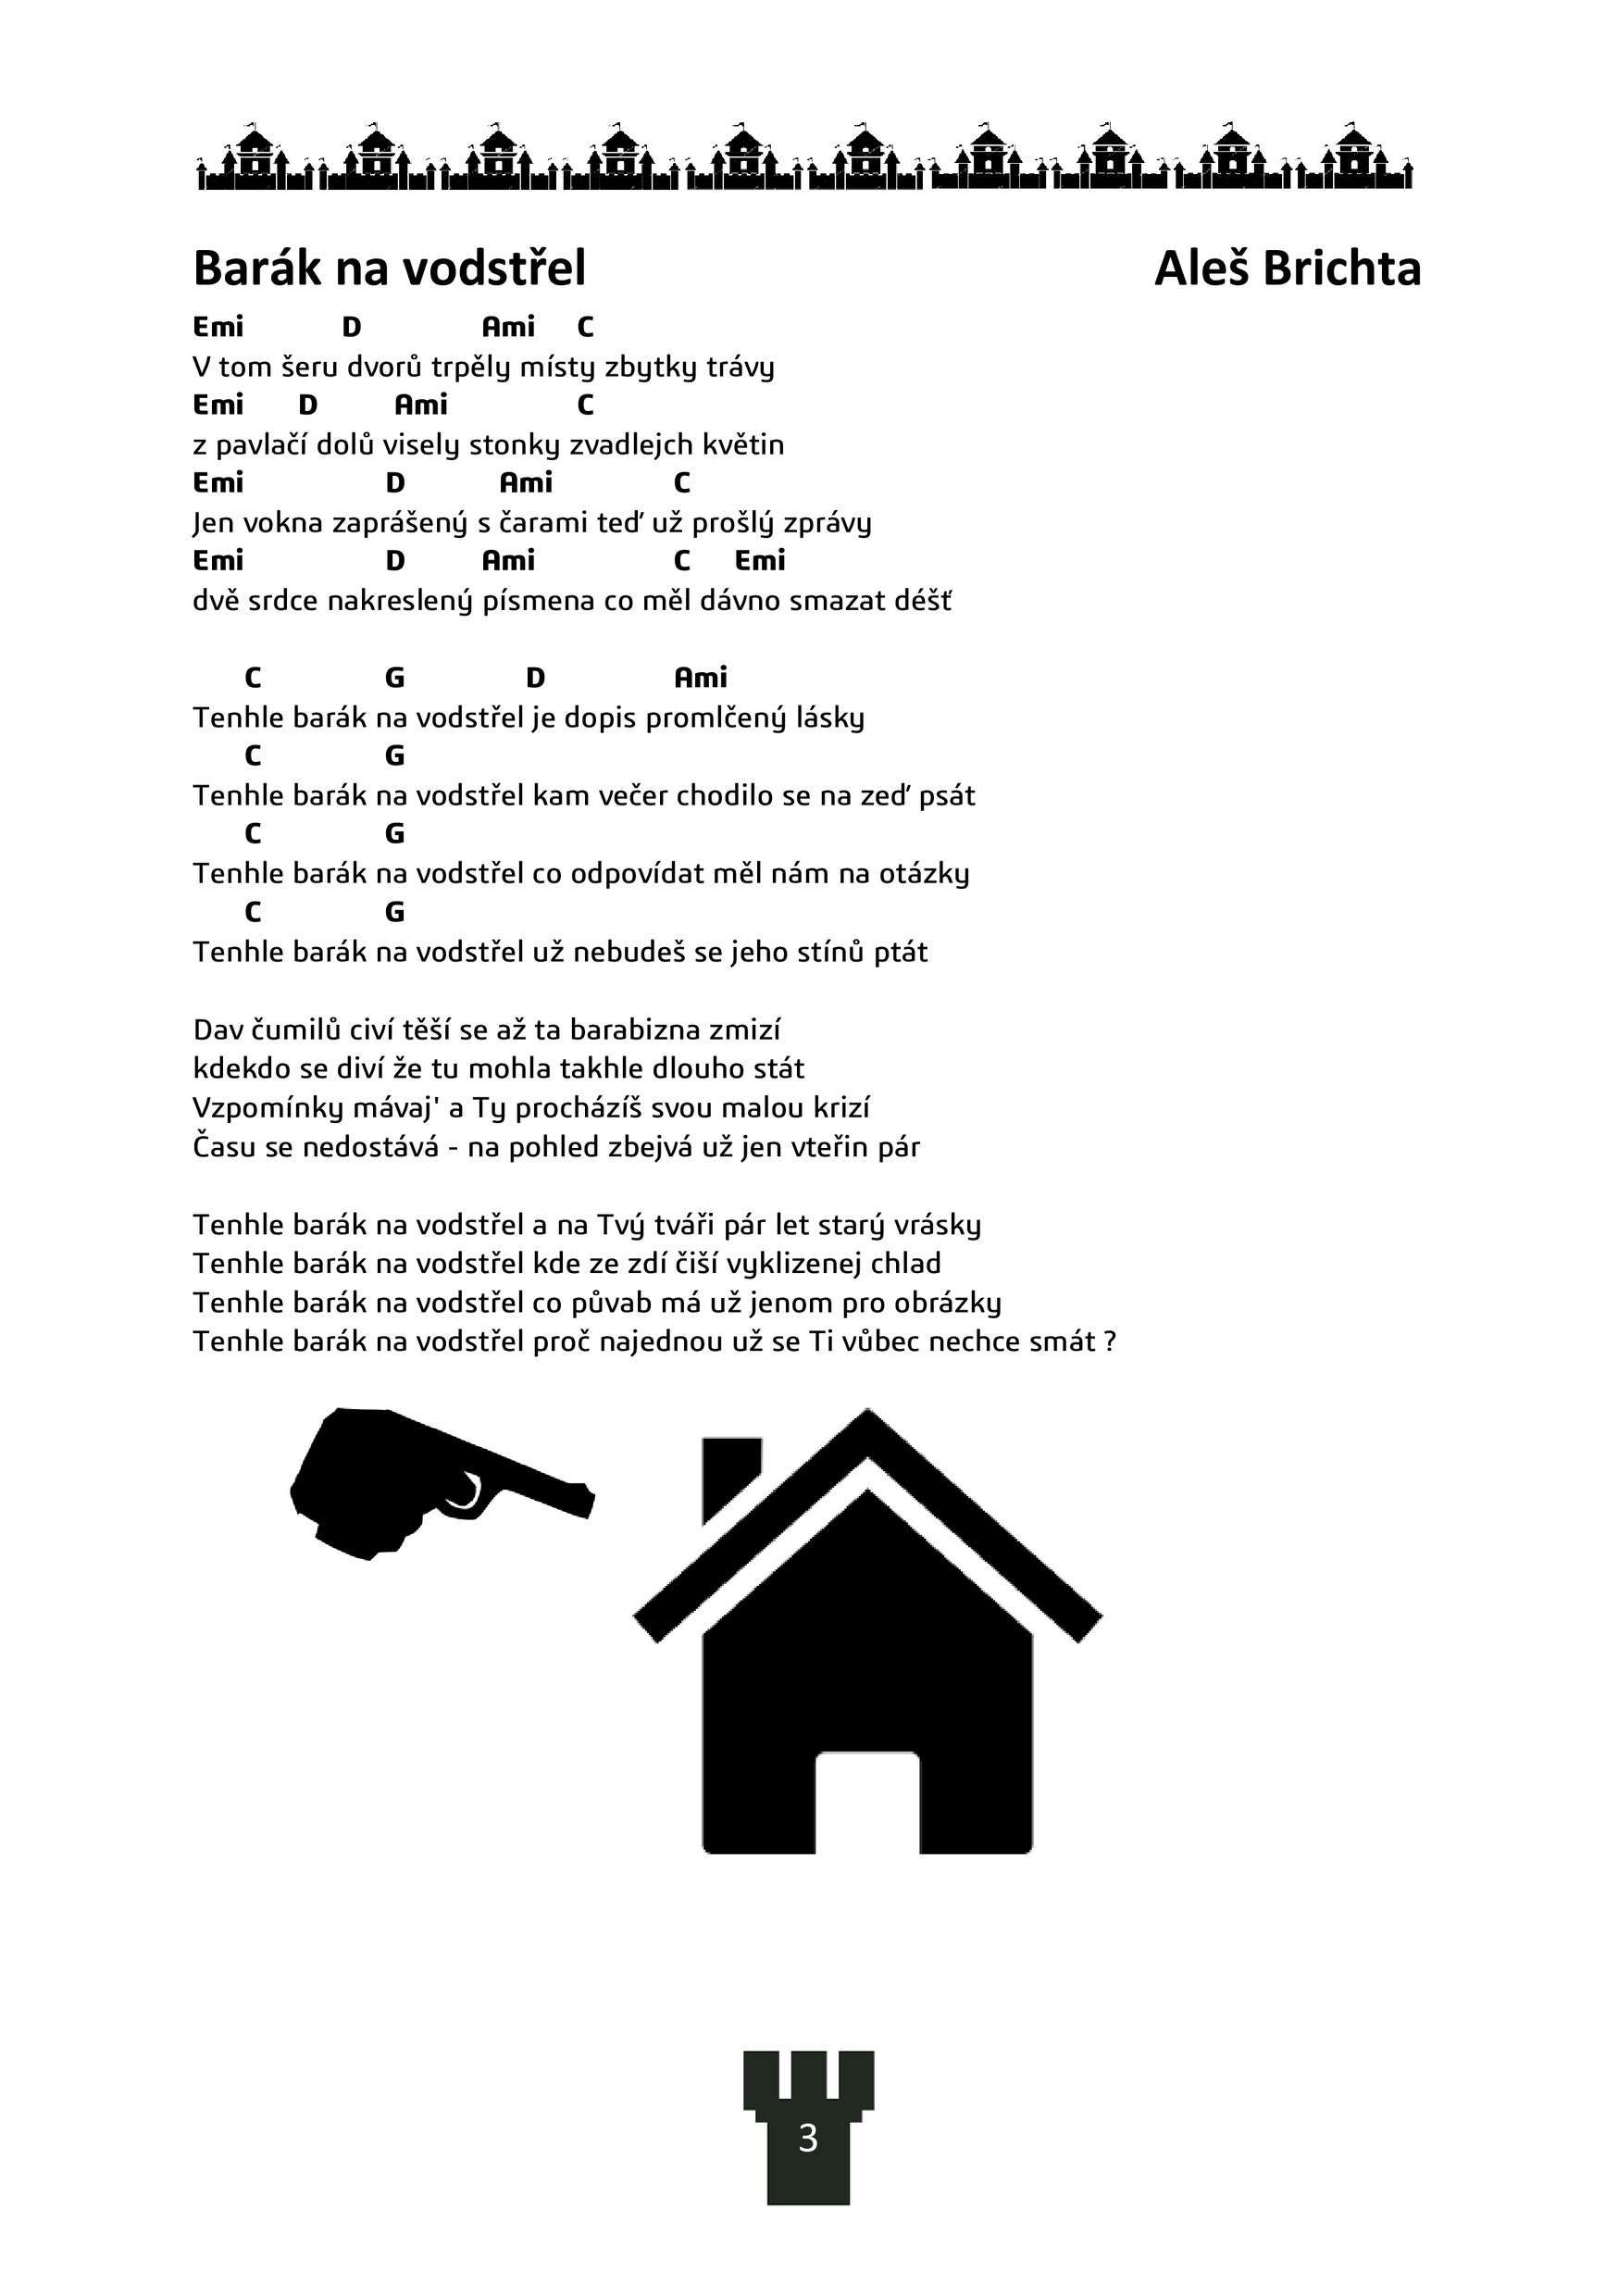 Barák na vodstřel Aleš Brichta
Emi D Ami C
V tom šeru dvorů trpěly místy zbytky trávy
Emi D Ami C
z pavlačí dolů visely stonky zvadlejch květin
Emi D Ami C
Jen vokna zaprášený s čarami teď už prošlý zprávy
Emi D Ami C Emi
dvě srdce nakreslený písmena co měl dávno smazat déšť
C G D Ami
Tenhle barák na vodstřel je dopis promlčený lásky
C G
Tenhle barák na vodstřel kam večer chodilo se na zeď psát
C G
Tenhle barák na vodstřel co odpovídat měl nám na otázky
C G
Tenhle barák na vodstřel už nebudeš se jeho stínů ptát
Dav čumilů civí těší se až ta barabizna zmizí
kdekdo se diví že tu mohla takhle dlouho stát
Vzpomínky mávaj' a Ty procházíš svou malou krizí
Času se nedostává - na pohled zbejvá už jen vteřin pár
Tenhle barák na vodstřel a na Tvý tváři pár let starý vrásky
Tenhle barák na vodstřel kde ze zdí čiší vyklizenej chlad
Tenhle barák na vodstřel co půvab má už jenom pro obrázky
Tenhle barák na vodstřel proč najednou už se Ti vůbec nechce smát ?
3